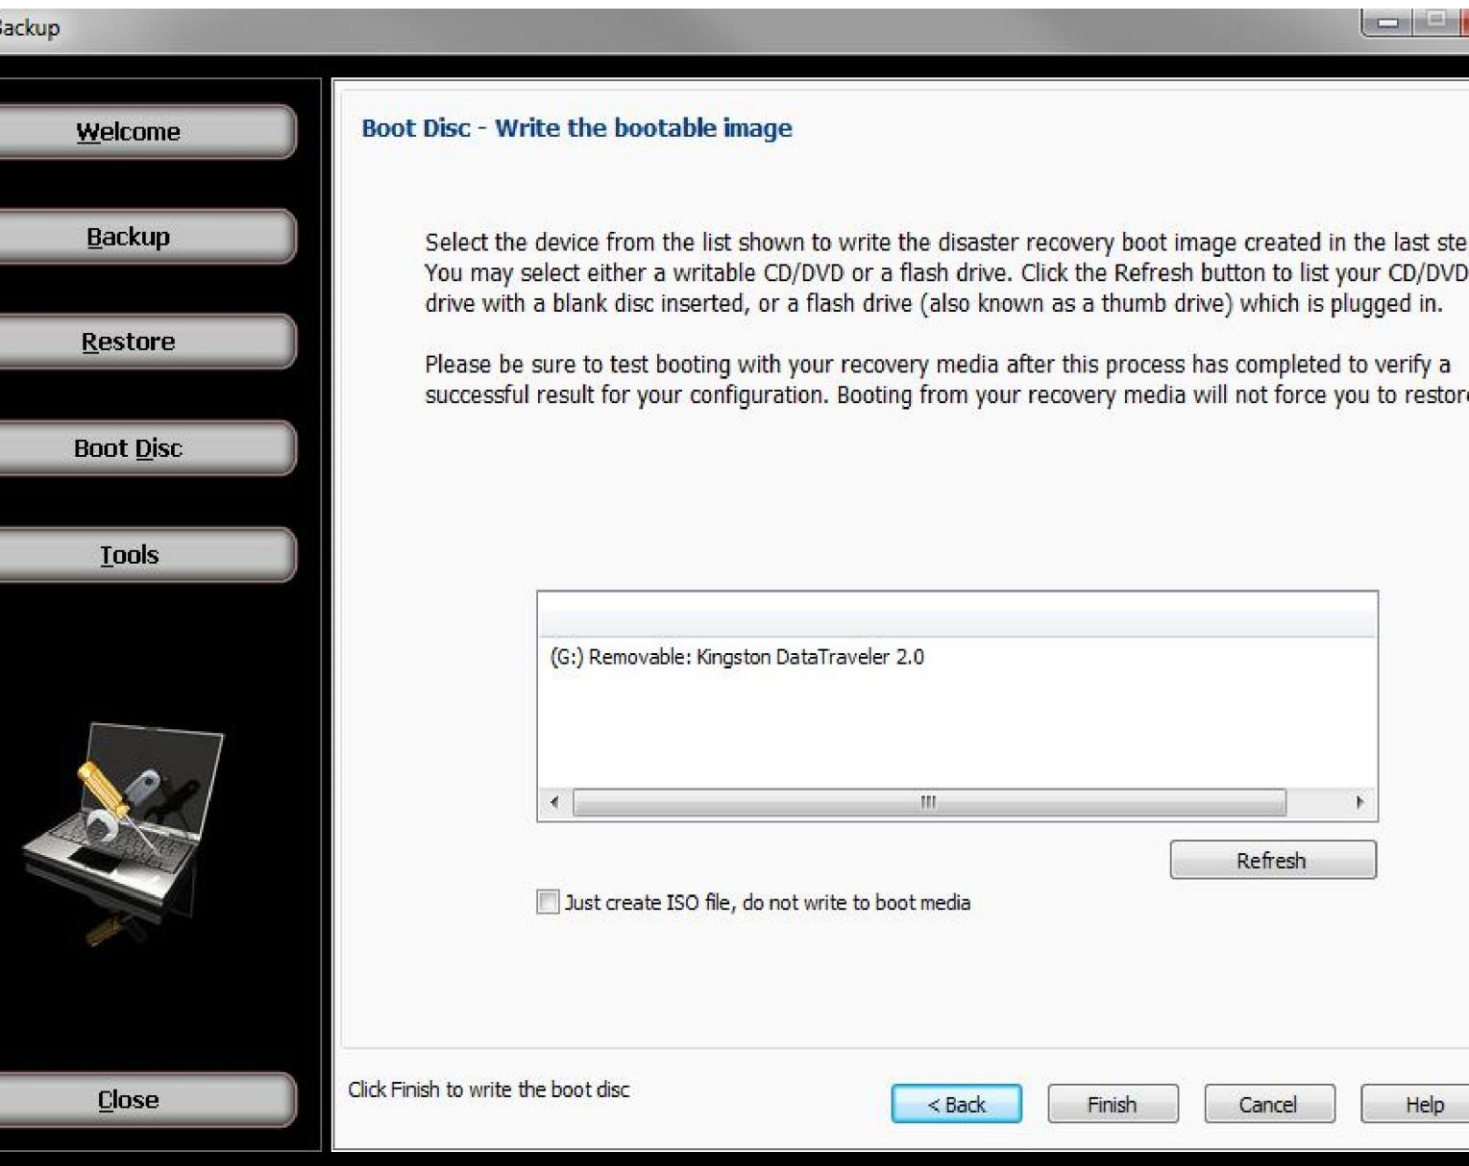 Backup
Welcome
Backup
Restore
Boot Disc
Tools
Close
Boot Disc - Write the bootable image
Select the device from the list shown to write the disaster recovery boot image created in the last ste
You may select either a writable CD/DVD or a flash drive. Click the Refresh button to list your CD/DVD
drive with a blank disc inserted, or a flash drive (also known as a thumb drive) which is plugged in.
Please be sure to test booting with your recovery media after this process has completed to verify a
successful result for your configuration. Booting from your recovery media will not force you to restore
(G:) Removable: Kingston DataTraveler 2.0
Refresh
Just create ISO file, do not write to boot media
Click Finish to write the boot disc
< Back
Finish
Cancel
Help